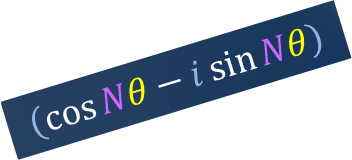 (cos Nθ − i sin Nθ)